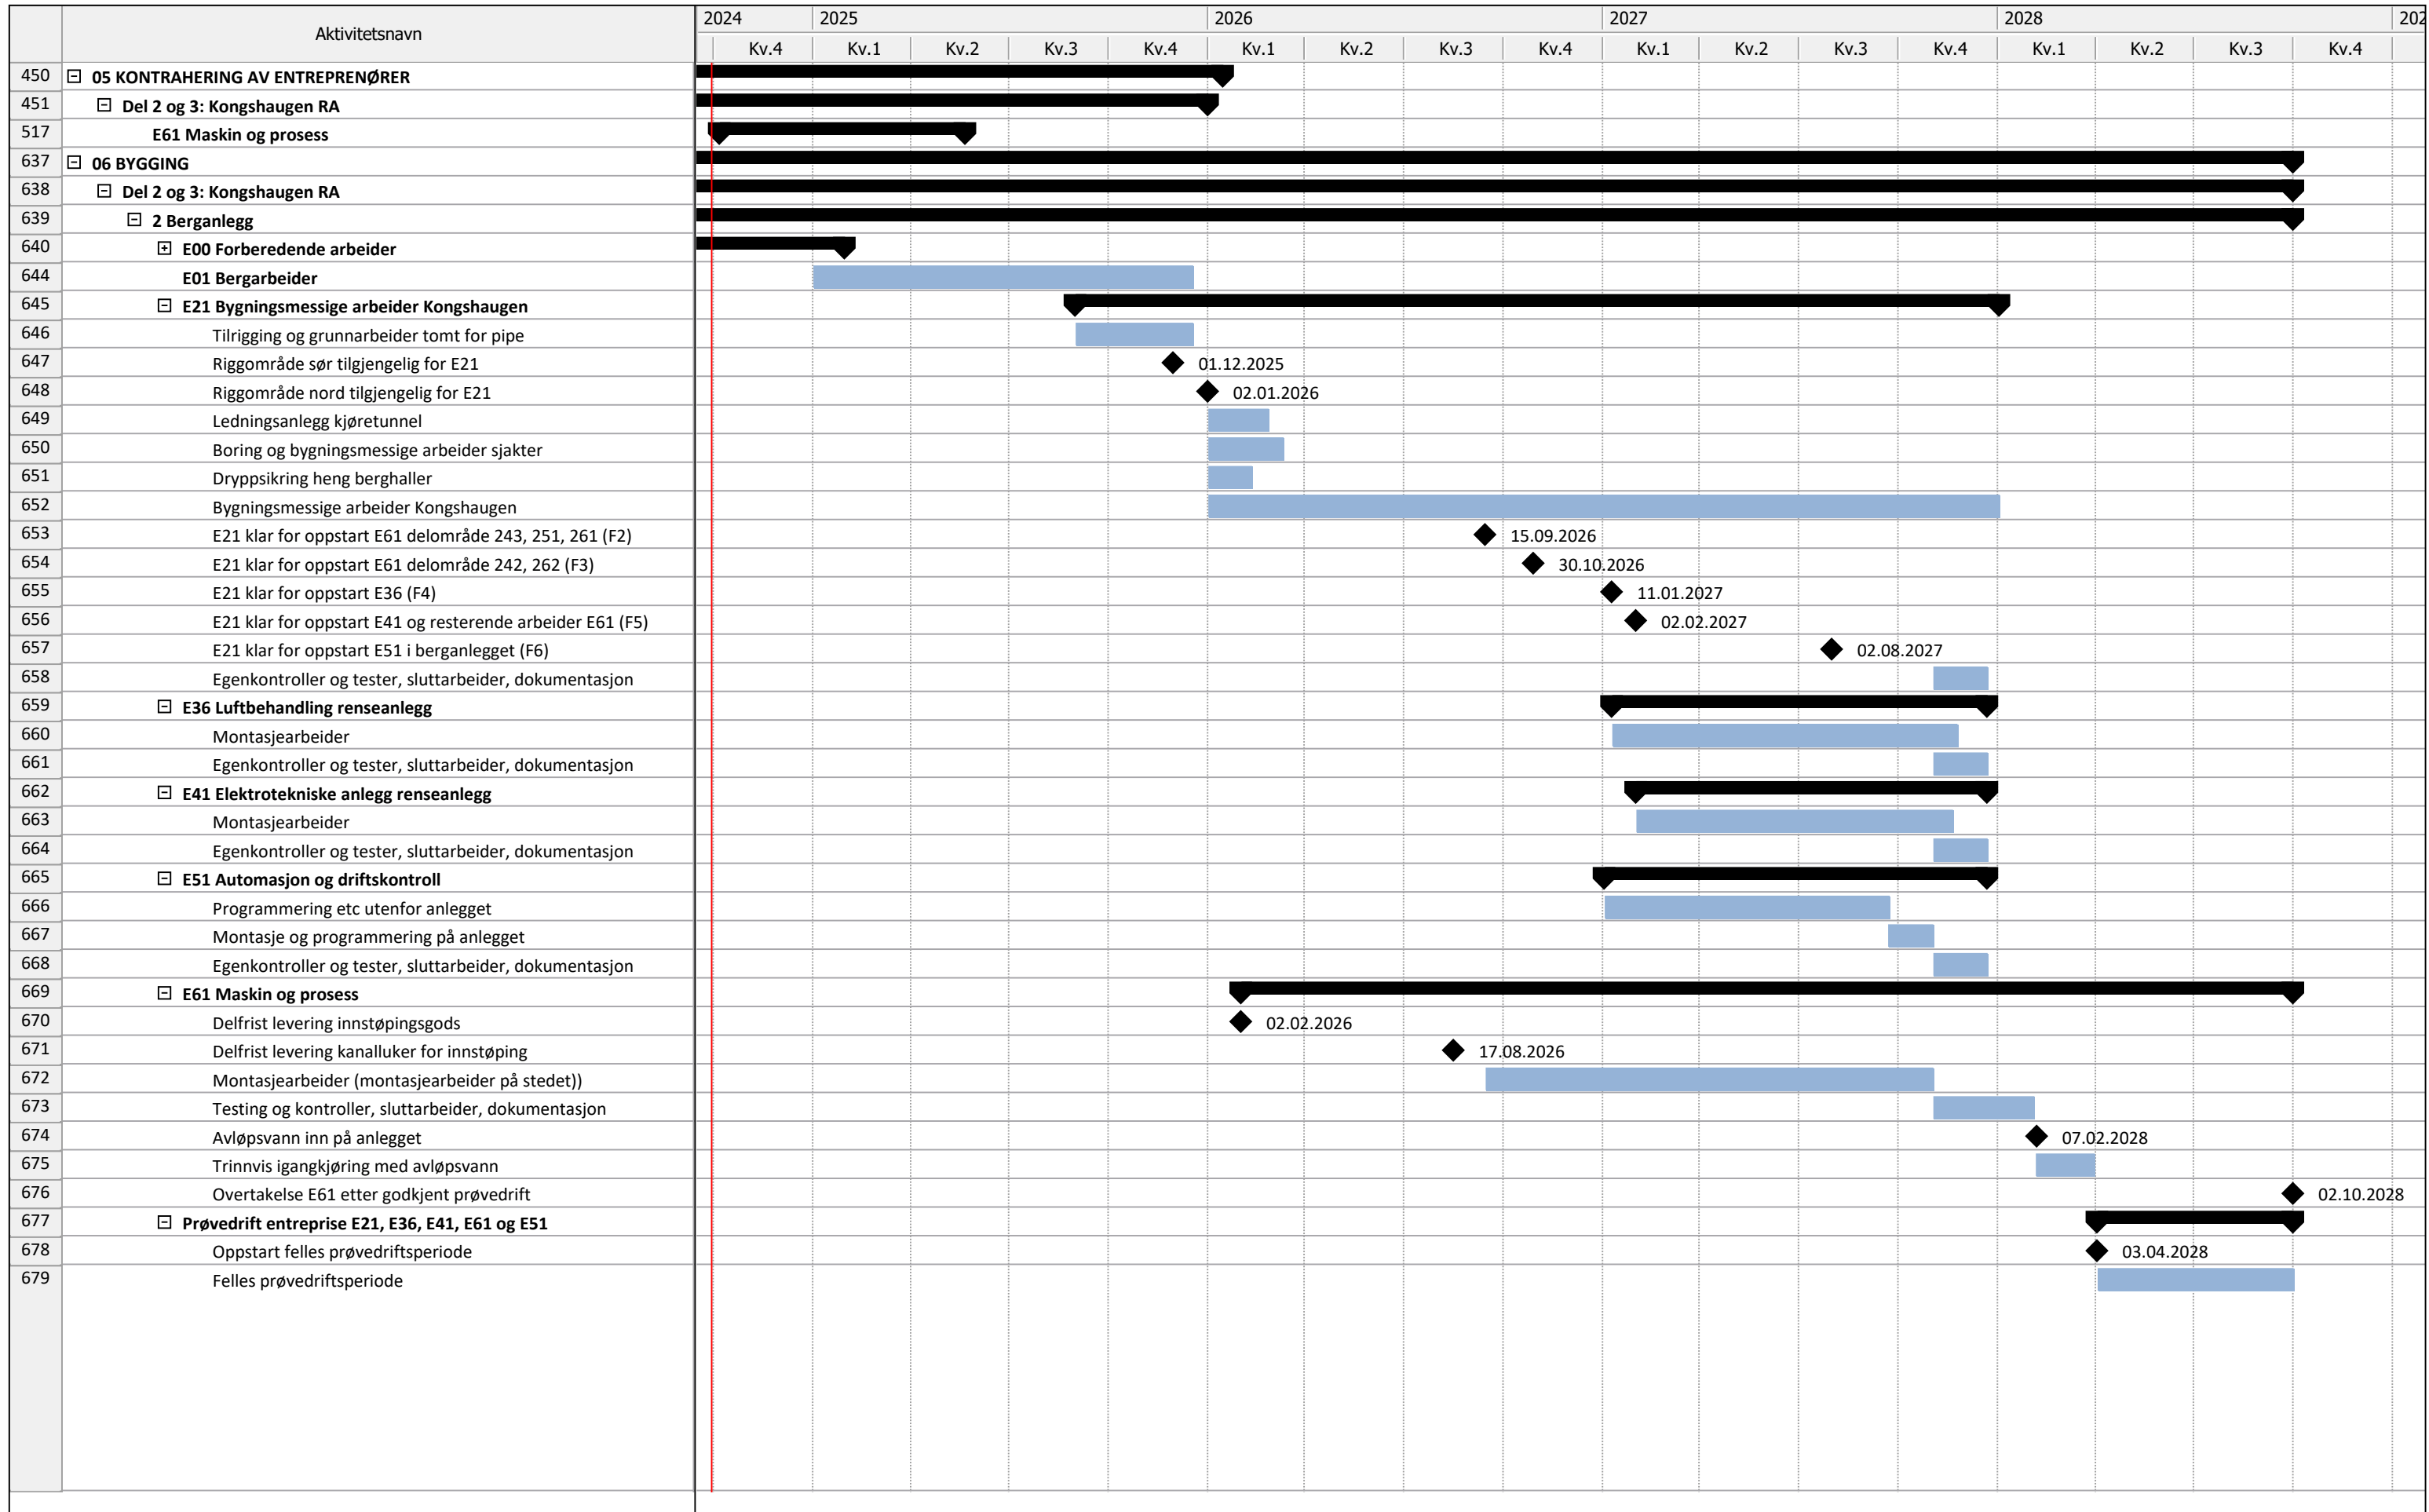 Aktivitetsnavn
2024 2025 2026 2027 2028 202
Kv.4 Kv.1 Kv.2 Kv.3 Kv.4 Kv.1 Kv.2 Kv.3 Kv.4 Kv.1 Kv.2 Kv.3 Kv.4 Kv.1 Kv.2 Kv.3 Kv.4
450 05 KONTRAHERING AV ENTREPRENØRER
451 Del 2 og 3: Kongshaugen RA
517 E61 Maskin og prosess
637 06 BYGGING
638 Del 2 og 3: Kongshaugen RA
639 2 Berganlegg
640 E00 Forberedende arbeider
644 E01 Bergarbeider
645 E21 Bygningsmessige arbeider Kongshaugen
646 Tilrigging og grunnarbeider tomt for pipe
647 Riggområde sør tilgjengelig for E21 01.12.2025
648 Riggområde nord tilgjengelig for E21 02.01.2026
649 Ledningsanlegg kjøretunnel
650 Boring og bygningsmessige arbeider sjakter
651 Dryppsikring heng berghaller
652 Bygningsmessige arbeider Kongshaugen
653 E21 klar for oppstart E61 delområde 243, 251, 261 (F2) 15.09.2026
654 E21 klar for oppstart E61 delområde 242, 262 (F3) 30.10.2026
655 E21 klar for oppstart E36 (F4) 11.01.2027
656 E21 klar for oppstart E41 og resterende arbeider E61 (F5) 02.02.2027
657 E21 klar for oppstart E51 i berganlegget (F6) 02.08.2027
658 Egenkontroller og tester, sluttarbeider, dokumentasjon
659 E36 Luftbehandling renseanlegg
660 Montasjearbeider
661 Egenkontroller og tester, sluttarbeider, dokumentasjon
662 E41 Elektrotekniske anlegg renseanlegg
663 Montasjearbeider
664 Egenkontroller og tester, sluttarbeider, dokumentasjon
665 E51 Automasjon og driftskontroll
666 Programmering etc utenfor anlegget
667 Montasje og programmering på anlegget
668 Egenkontroller og tester, sluttarbeider, dokumentasjon
669 E61 Maskin og prosess
670 Delfrist levering innstøpingsgods 02.02.2026
671 Delfrist levering kanalluker for innstøping 17.08.2026
672 Montasjearbeider (montasjearbeider på stedet))
673 Testing og kontroller, sluttarbeider, dokumentasjon
674 Avløpsvann inn på anlegget 07.02.2028
675 Trinnvis igangkjøring med avløpsvann
676 Overtakelse E61 etter godkjent prøvedrift 02.10.2028
677 Prøvedrift entreprise E21, E36, E41, E61 og E51
678 Oppstart felles prøvedriftsperiode 03.04.2028
679 Felles prøvedriftsperiode